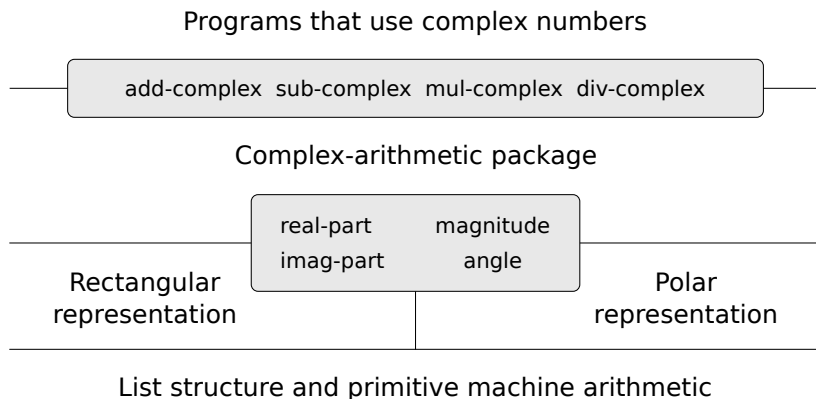 Programs that use complex numbers
add-complex sub-complex mul-complex div-complex
Complex-arithmetic package
real-part magnitude
imag-part angle
Rectangular
representation
Polar
representation
List structure and primitive machine arithmetic